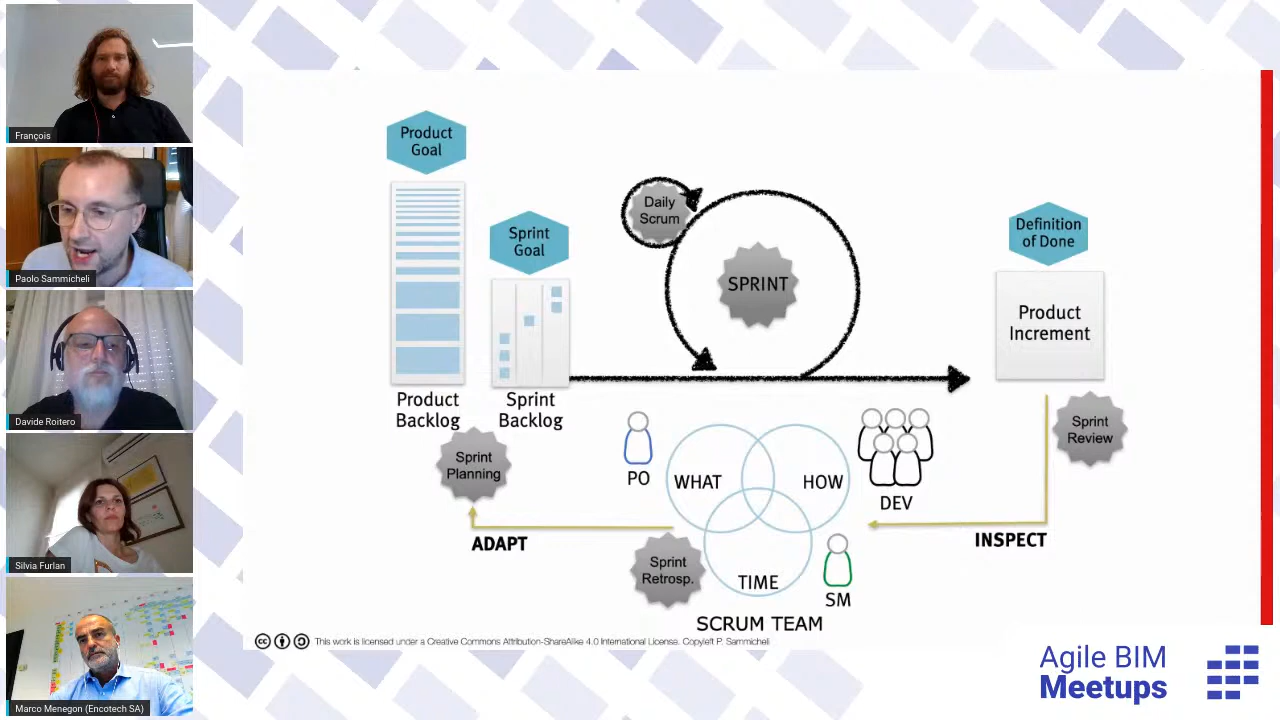 François
Paolo Sammicheli
Davide Roitero
Silvia Furlan
Marco Menegon (Encotech SA)
Product
Goal
Sprint
Goal
Daily
Scrum
SPRINT
Definition
of Done
Product
Increment
Product
Backlog
Sprint
Backlog
Sprint
Planning
PO
WHAT
HOW
DEV
Sprint
Review
ADAPT
INSPECT
Sprint
Retrosp.
TIME
SM
SCRUM TEAM
This work is licensed under a Creative Commons Attribution-ShareAlike 4.0 International License. Copyleft P. Sammicheli
Agile BIM
Meetups